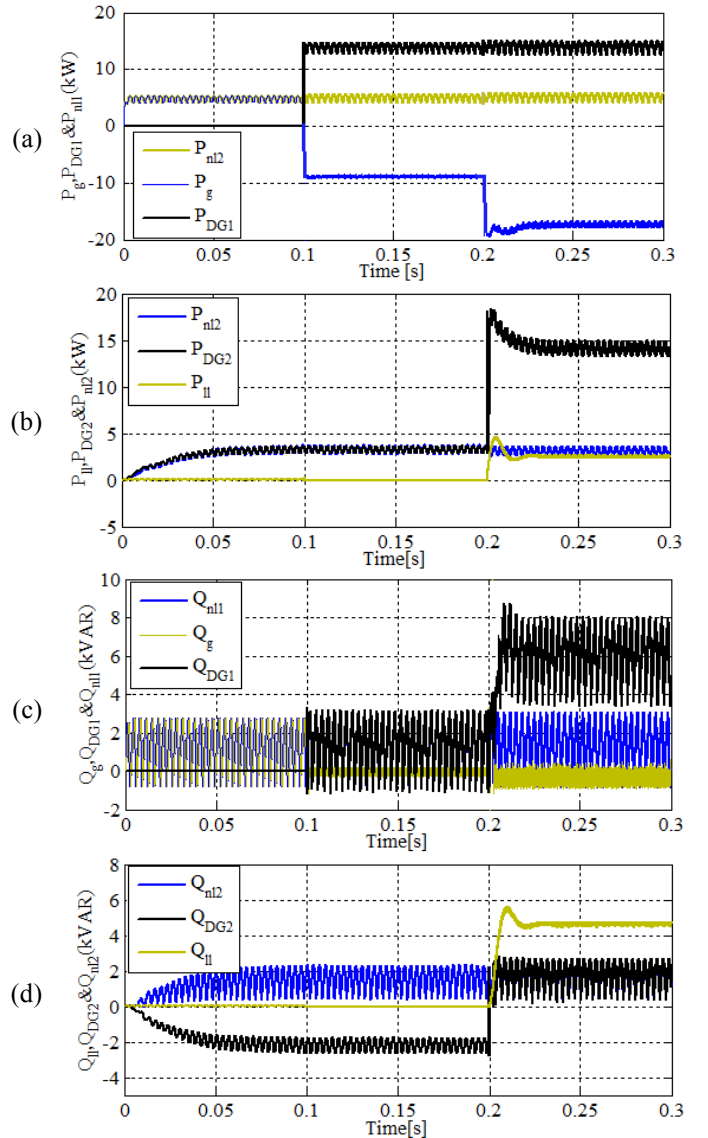 (a)
P_g,P_DG1&P_nl1(kW)
20
10
0
-10
-20
P_nl2
P_g
P_DG1
0
0.05
0.1
0.15
0.2
0.25
0.3
Time [s]
(b)
P_ll,P_DG2&P_nl2(kW)
20
15
10
5
0
-5
P_nl2
P_DG2
P_ll
0
0.05
0.1
0.15
0.2
0.25
0.3
Time[s]
(c)
Q_g,Q_DG1&Q_nl1(kVAR)
10
8
6
4
2
0
-2
Q_nl1
Q_g
Q_DG1
0
0.05
0.1
0.15
0.2
0.25
0.3
Time[s]
(d)
Q_ll,Q_DG2&Q_nl2(kVAR)
8
6
4
2
0
-2
-4
Q_nl2
Q_DG2
Q_ll
0
0.05
0.1
0.15
0.2
0.25
0.3
Time[s]